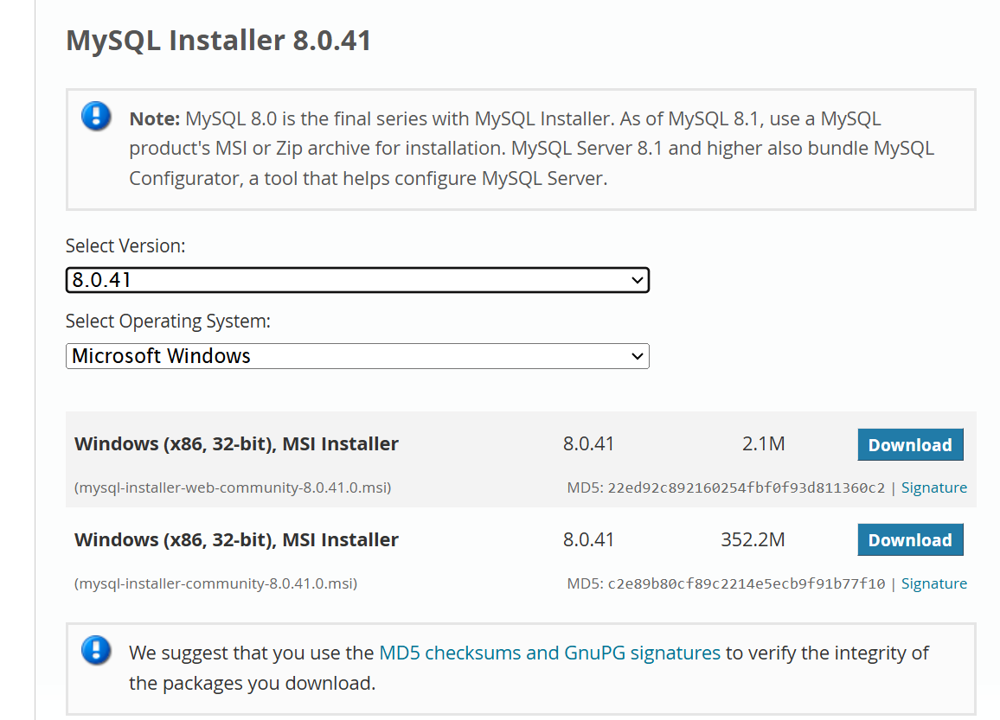 MySQL Installer 8.0.41
Note: MySQL 8.0 is the final series with MySQL Installer. As of MySQL 8.1, use a MySQL
product's MSI or Zip archive for installation. MySQL Server 8.1 and higher also bundle MySQL
Configurator, a tool that helps configure MySQL Server.
Select Version:
8.0.41
Select Operating System:
Microsoft Windows
Windows (x86, 32-bit), MSI Installer 8.0.41 2.1M Download
(mysql-installer-web-community-8.0.41.0.msi) MD5: 22ed92c892160254fbf0f93d811360c2 | Signature
Windows (x86, 32-bit), MSI Installer 8.0.41 352.2M Download
(mysql-installer-community-8.0.41.0.msi) MD5: c2e89b80cf89c2214e5ecb9f91b77f10 | Signature
We suggest that you use the MD5 checksums and GnuPG signatures to verify the integrity of
the packages you download.